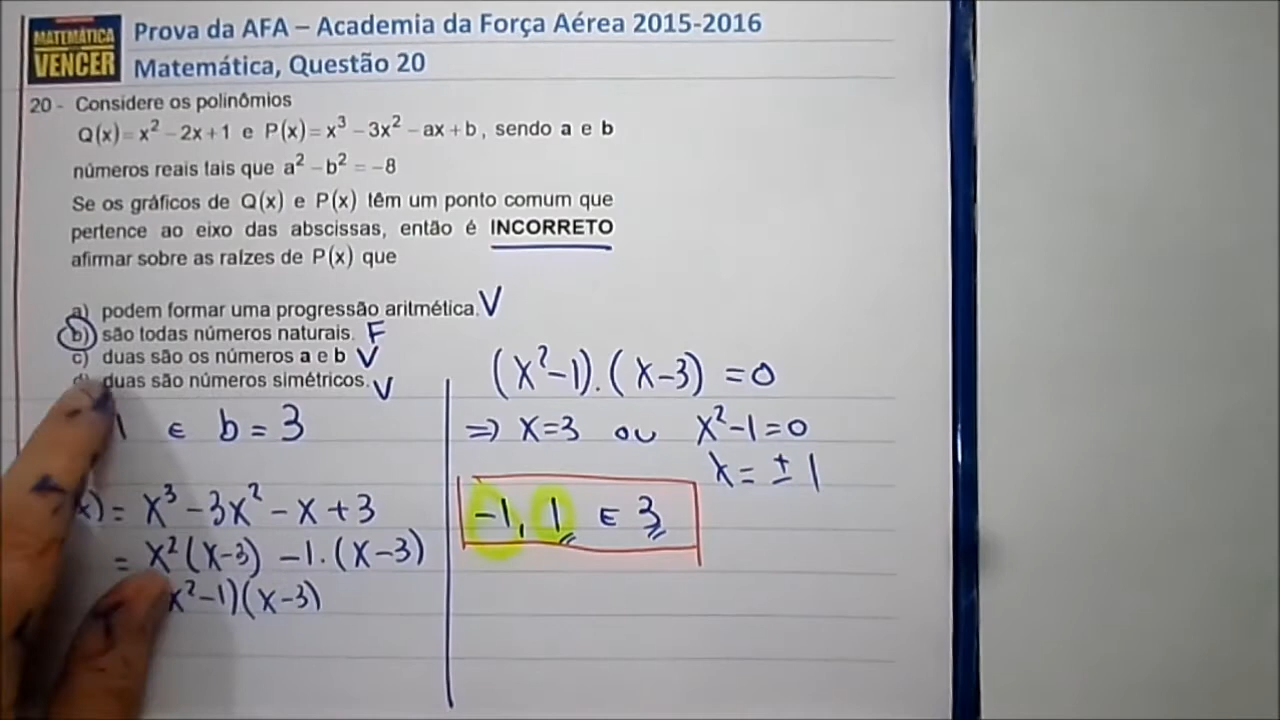 MATEMÁTICA
VENCER
Prova da AFA – Academia da Força Aérea 2015-2016
Matemática, Questão 20
20 - Considere os polinômios
Q(x)=x² - 2x+1 e P(x)=x³ - 3x² - ax + b, sendo a e b
números reais tais que a² - b² = -8
Se os gráficos de Q(x) e P(x) têm um ponto comum que
pertence ao eixo das abscissas, então é INCORRETO
afirmar sobre as raízes de P(x) que
a) podem formar uma progressão aritmética. V
b) são todas números naturais. F
c) duas são os números a e b V
d) duas são números simétricos. V
1 e b = 3
x) = x³ - 3x² - x + 3
= x²(x-3) - 1.(x-3)
x²-1)(x-3)
(x²-1).(x-3) = 0
=> x=3 ou x²-1=0
x = ± 1
-1, 1 e 3